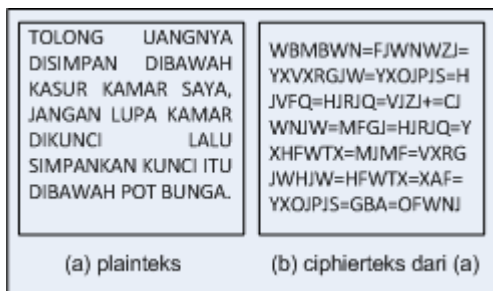 TOLONG UANGNYA
DISIMPAN DIBAWAH
KASUR KAMAR SAYA,
JANGAN LUPA KAMAR
DIKUNCI LALU
SIMPANKAN KUNCI ITU
DIBAWAH POT BUNGA.
(a) plainteks
WBMBWN=FJWNWZJ=
YXVXRGJW=YXOJPJS=H
JVFQ=HJRJQ=VJZJ+=CJ
WNJW=MFGJ=HJRJQ=Y
XHFWTX=MJMF=VXRG
JWHJW=HFWTX=XAF=
YXOJPJS=GBA=OFWNJ
(b) ciphierteks dari (a)